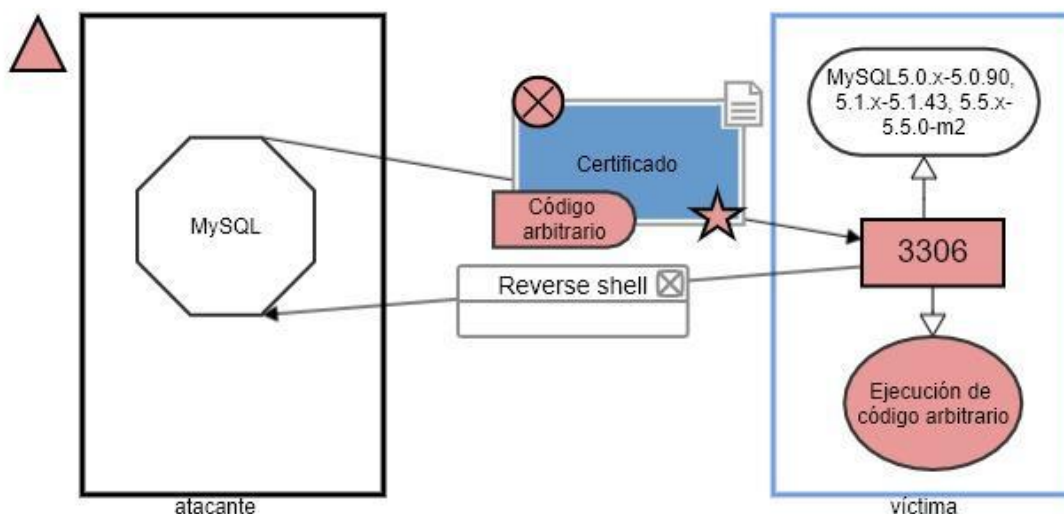 MySQL
Certificado
Código
arbitrario
Reverse shell
MySQL5.0.x-5.0.90,
5.1.x-5.1.43, 5.5.x-
5.5.0-m2
3306
Ejecución de
código arbitrario
atacante
víctima